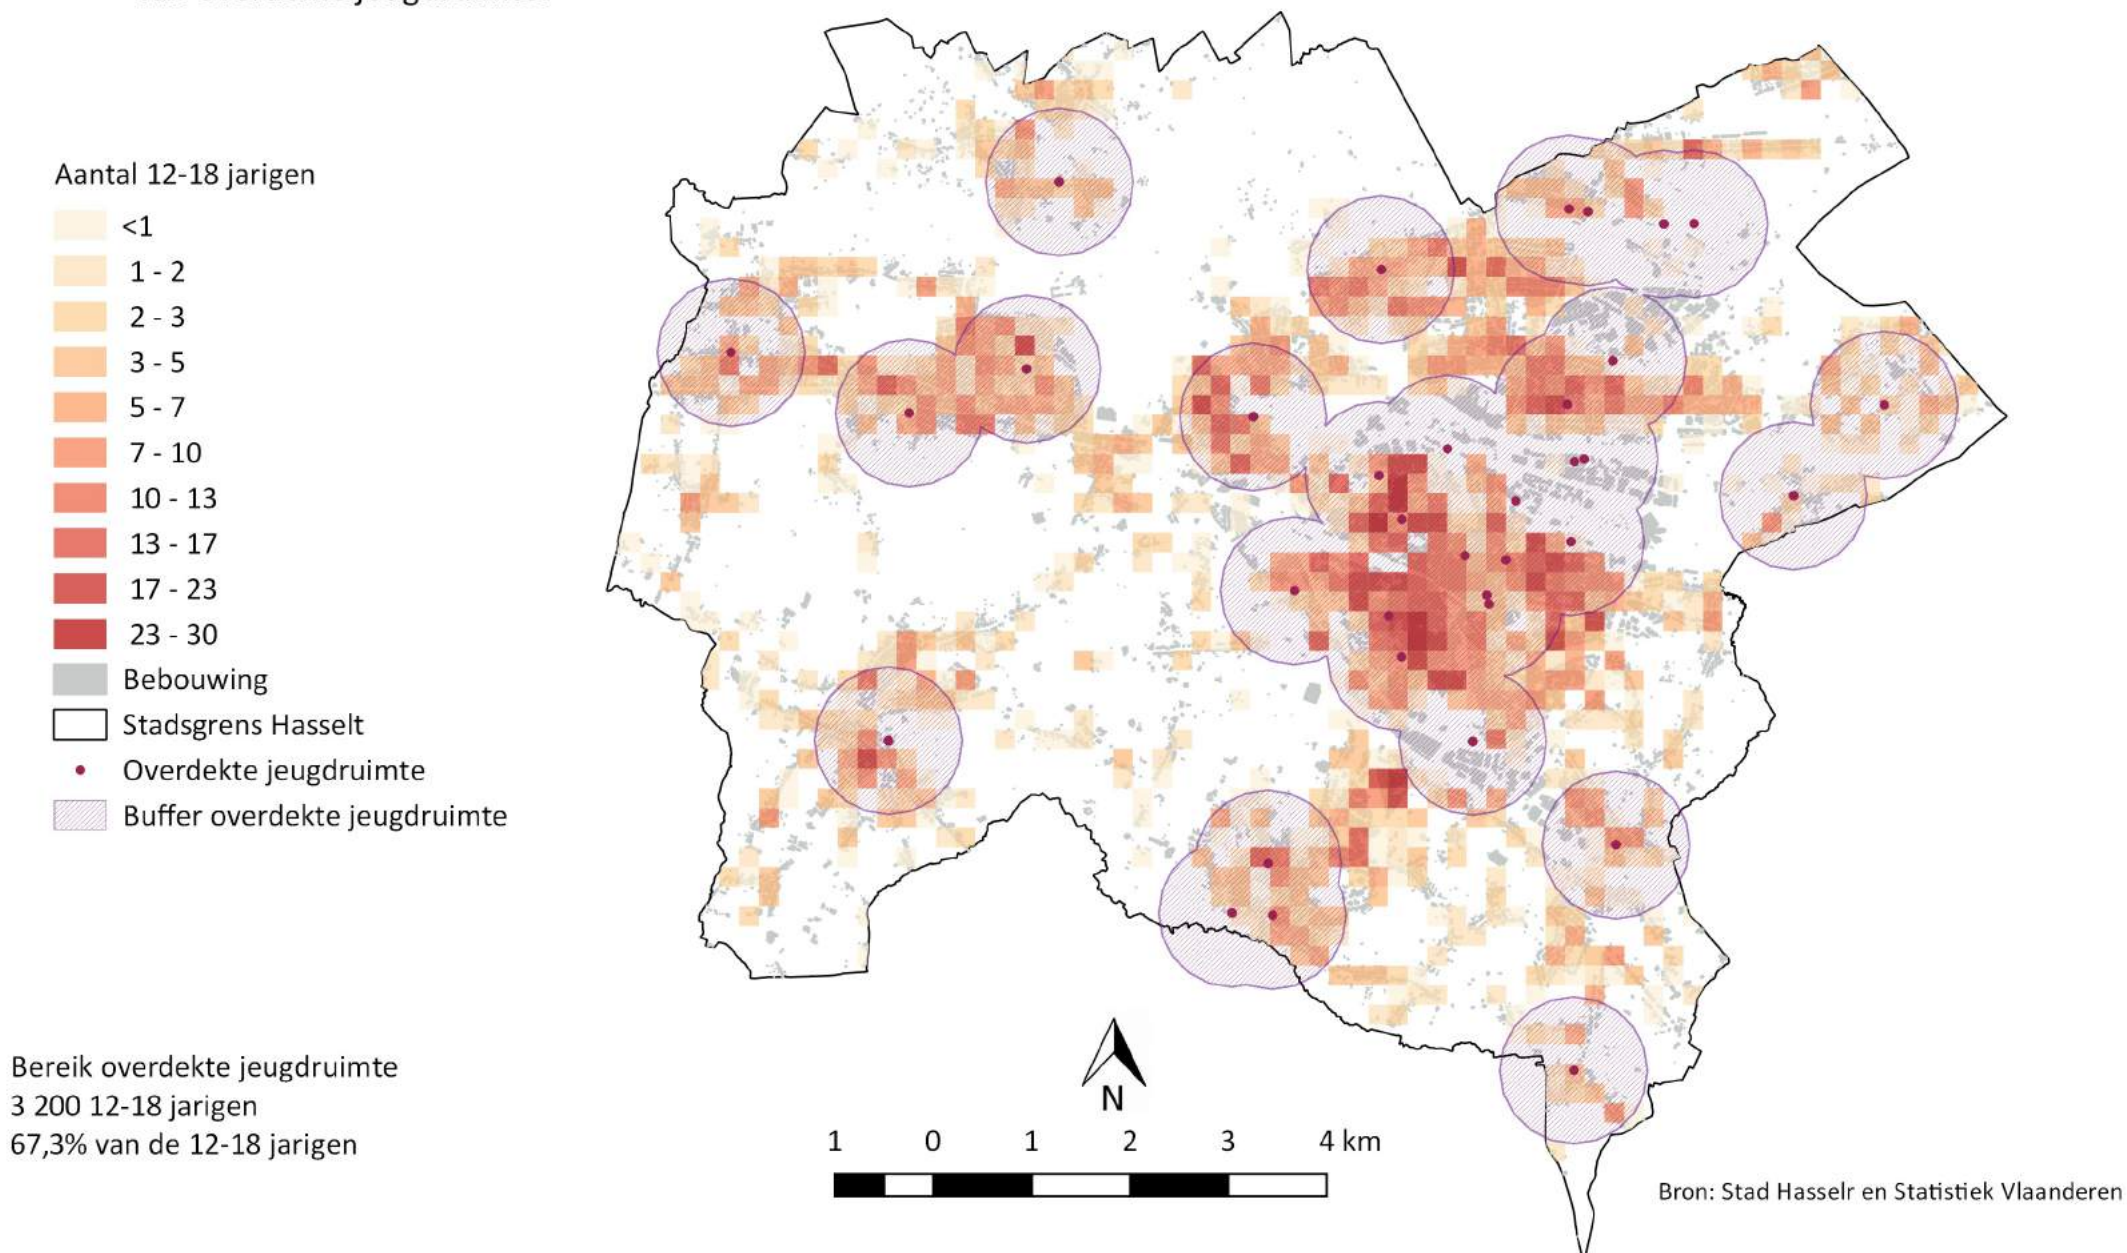 Aantal 12-18 jarigen
<1
1 - 2
2 - 3
3 - 5
5 - 7
7 - 10
10 - 13
13 - 17
17 - 23
23 - 30
Bebouwing
Stadsgrens Hasselt
Overdekte jeugdruimte
Buffer overdekte jeugdruimte
Bereik overdekte jeugdruimte
3 200 12-18 jarigen
67,3% van de 12-18 jarigen
N
1 0 1 2 3 4 km
Bron: Stad Hasselr en Statistiek Vlaanderen